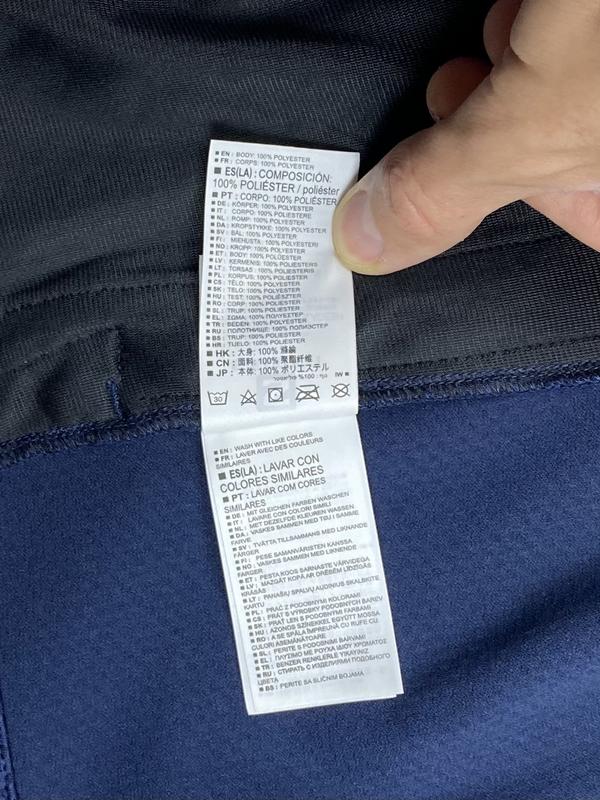 ■ EN : BODY: 100% POLYESTER
■ FR : CORPS: 100% POLYESTER
■ ES(LA) : COMPOSICIÓN:
100% POLIÉSTER / poliéster
■ PT : CORPO: 100% POLIÉSTER
■ DE : KÖRPER: 100% POLYESTER
■ IT : CORPO: 100% POLIESTERE
■ NL : ROMP: 100% POLYESTER
■ DA : KROPSTYKKE: 100% POLYESTER
■ SV : BÅL: 100% POLYESTER
■ FI : MIEHUSTA: 100% POLYESTERI
■ NO : KROPP: 100% POLYESTER
■ ET : BODY: 100% POLÜESTER
■ LV : ĶERMENIS: 100% POLIESTERIS
■ LT : TORSAS : 100% POLIESTERIS
■ PL : KORPUS: 100% POLIESTER
■ CS : TĚLO: 100% POLYESTER
■ SK : TELO: 100% POLYESTER
■ HU : TEST: 100% POLIÉSZTER
■ RO : CORP: 100% POLIESTER
■ SL : TRUP: 100% POLIESTER
■ EL : ΣΩΜΑ: 100% ΠΟΛΥΕΣΤΕΡ
■ TR : BEDEN: 100% POLYESTER
■ RU : ПОЛОТНИЩЕ: 100% ПОЛИЭСТЕР
■ BS : TRUP: 100% POLIESTER
■ HR : TIJELO: 100% POLIESTER
■ HK : 大身: 100% 滌綸
■ CN : 面料: 100% 聚酯纤维
■ JP : 本体: 100% ポリエステル
■ IW : גוף: 100% פוליאסטר
30
■ EN : WASH WITH LIKE COLORS
■ FR : LAVER AVEC DES COULEURS
SIMILAIRES
■ ES(LA) : LAVAR CON
COLORES SIMILARES
■ PT : LAVAR COM CORES
SIMILARES
■ DE : MIT GLEICHEN FARBEN WASCHEN
■ IT : LAVARE CON COLORI SIMILI
■ NL : MET DEZELFDE KLEUREN WASSEN
■ DA : VASKES SAMMEN MED TØJ I SAMME
FARVE
■ SV : TVÄTTA TILLSAMMANS MED LIKNANDE
FÄRGER
■ FI : PESE SAMANVÄRISTEN KANSSA
■ NO : VASKES SAMMEN MED LIKNENDE
FARGER
■ ET : PESTA KOOS SARNASTE VÄRVIDEGA
■ LV : MAZGĀT KOPĀ AR DRĒBĒM LĪDZĪGĀS
KRĀSĀS
■ LT : PANAŠIŲ SPALVŲ AUDINIUS SKALBKITE
KARTU
■ PL : PRAĆ Z PODOBNYMI KOLORAMI
■ CS : PRÁT S VÝROBKY PODOBNÝCH BAREV
■ SK : PRAŤ LEN S PODOBNÝMI FARBAMI
■ HU : AZONOS SZÍNEKKEL EGYÜTT MOSSA
■ RO : A SE SPĂLA ÎMPREUNĂ CU RUFE CU
CULORI ASEMĂNĂTOARE
■ SL : PERITE S PODOBNIMI BARVAMI
■ EL : ΠΛΥΣΙΜΟ ΜΕ ΡΟΥΧΑ ΙΔΙΟΥ ΧΡΩΜΑΤΟΣ
■ TR : BENZER RENKLERLE YIKAYINIZ
■ RU : СТИРАТЬ С ИЗДЕЛИЯМИ ПОДОБНОГО
ЦВЕТА
■ BS : PERITE SA SLIČNIM BOJAMA